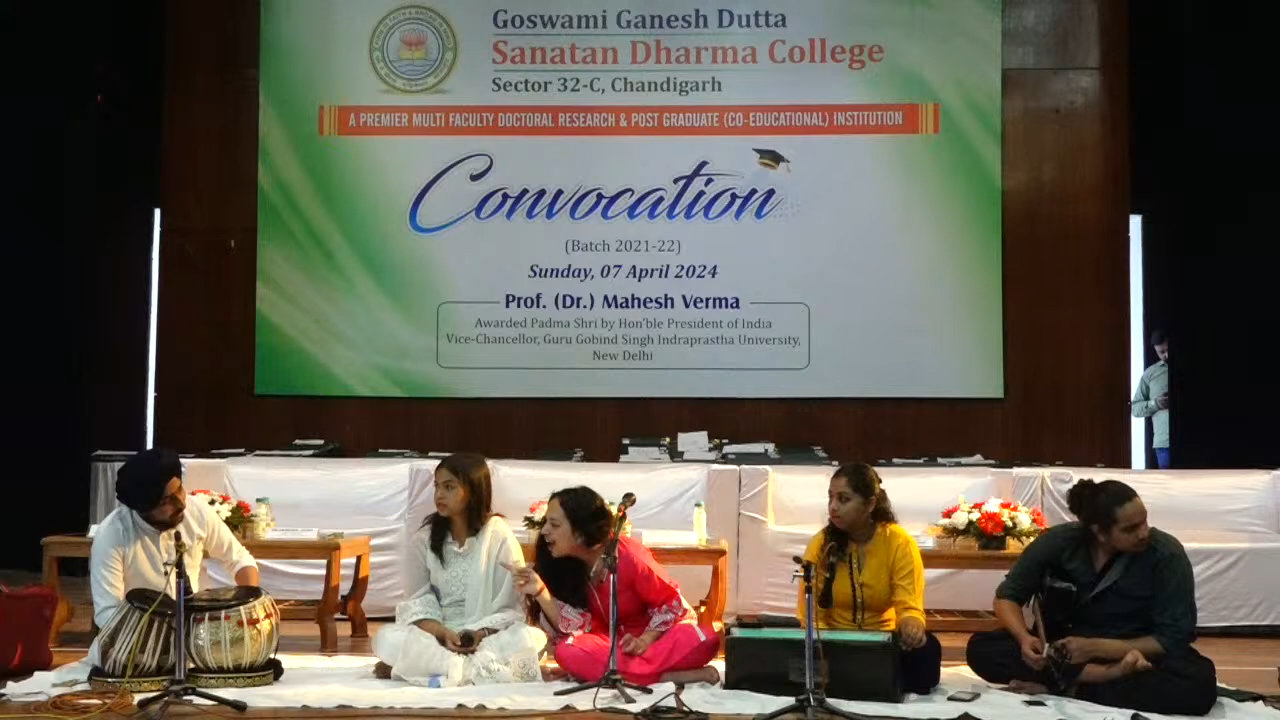 Goswami Ganesh Dutta
Sanatan Dharma College
Sector 32-C, Chandigarh
A PREMIER MULTI FACULTY DOCTORAL RESEARCH & POST GRADUATE (CO-EDUCATIONAL) INSTITUTION
Convocation
(Batch 2021-22)
Sunday, 07 April 2024
Prof. (Dr.) Mahesh Verma
Awarded Padma Shri by Hon'ble President of India
Vice-Chancellor, Guru Gobind Singh Indraprastha University,
New Delhi